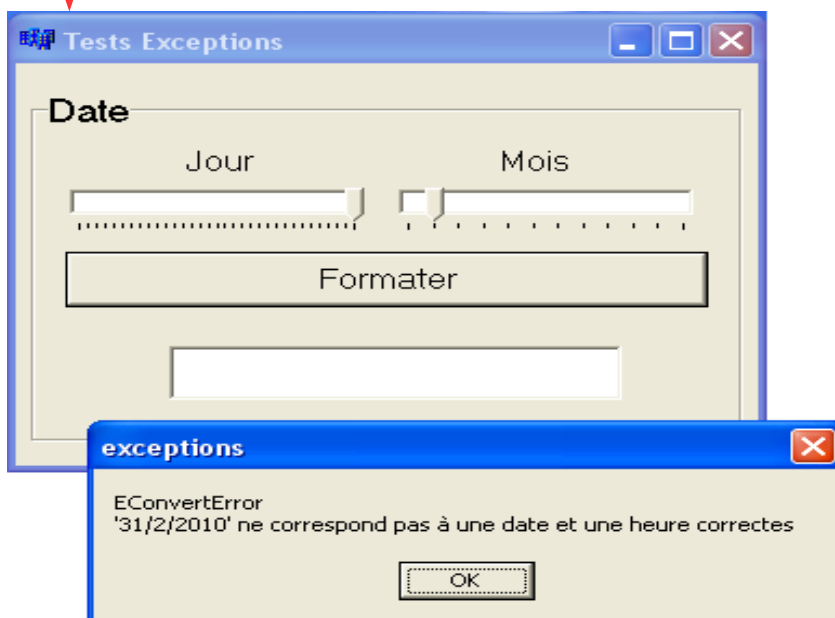 Tests Exceptions
Date
Jour Mois
Formater
exceptions
EConvertError
'31/2/2010' ne correspond pas à une date et une heure correctes
OK